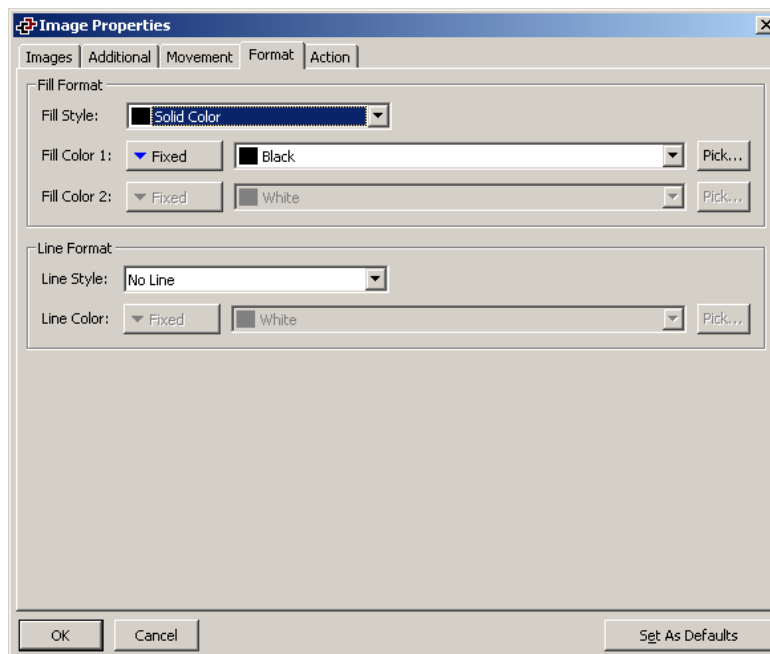 Image Properties
Images Additional Movement Format Action
Fill Format
Fill Style: Solid Color
Fill Color 1: Fixed Black Pick...
Fill Color 2: Fixed White Pick...
Line Format
Line Style: No Line
Line Color: Fixed White Pick...
OK Cancel Set As Defaults